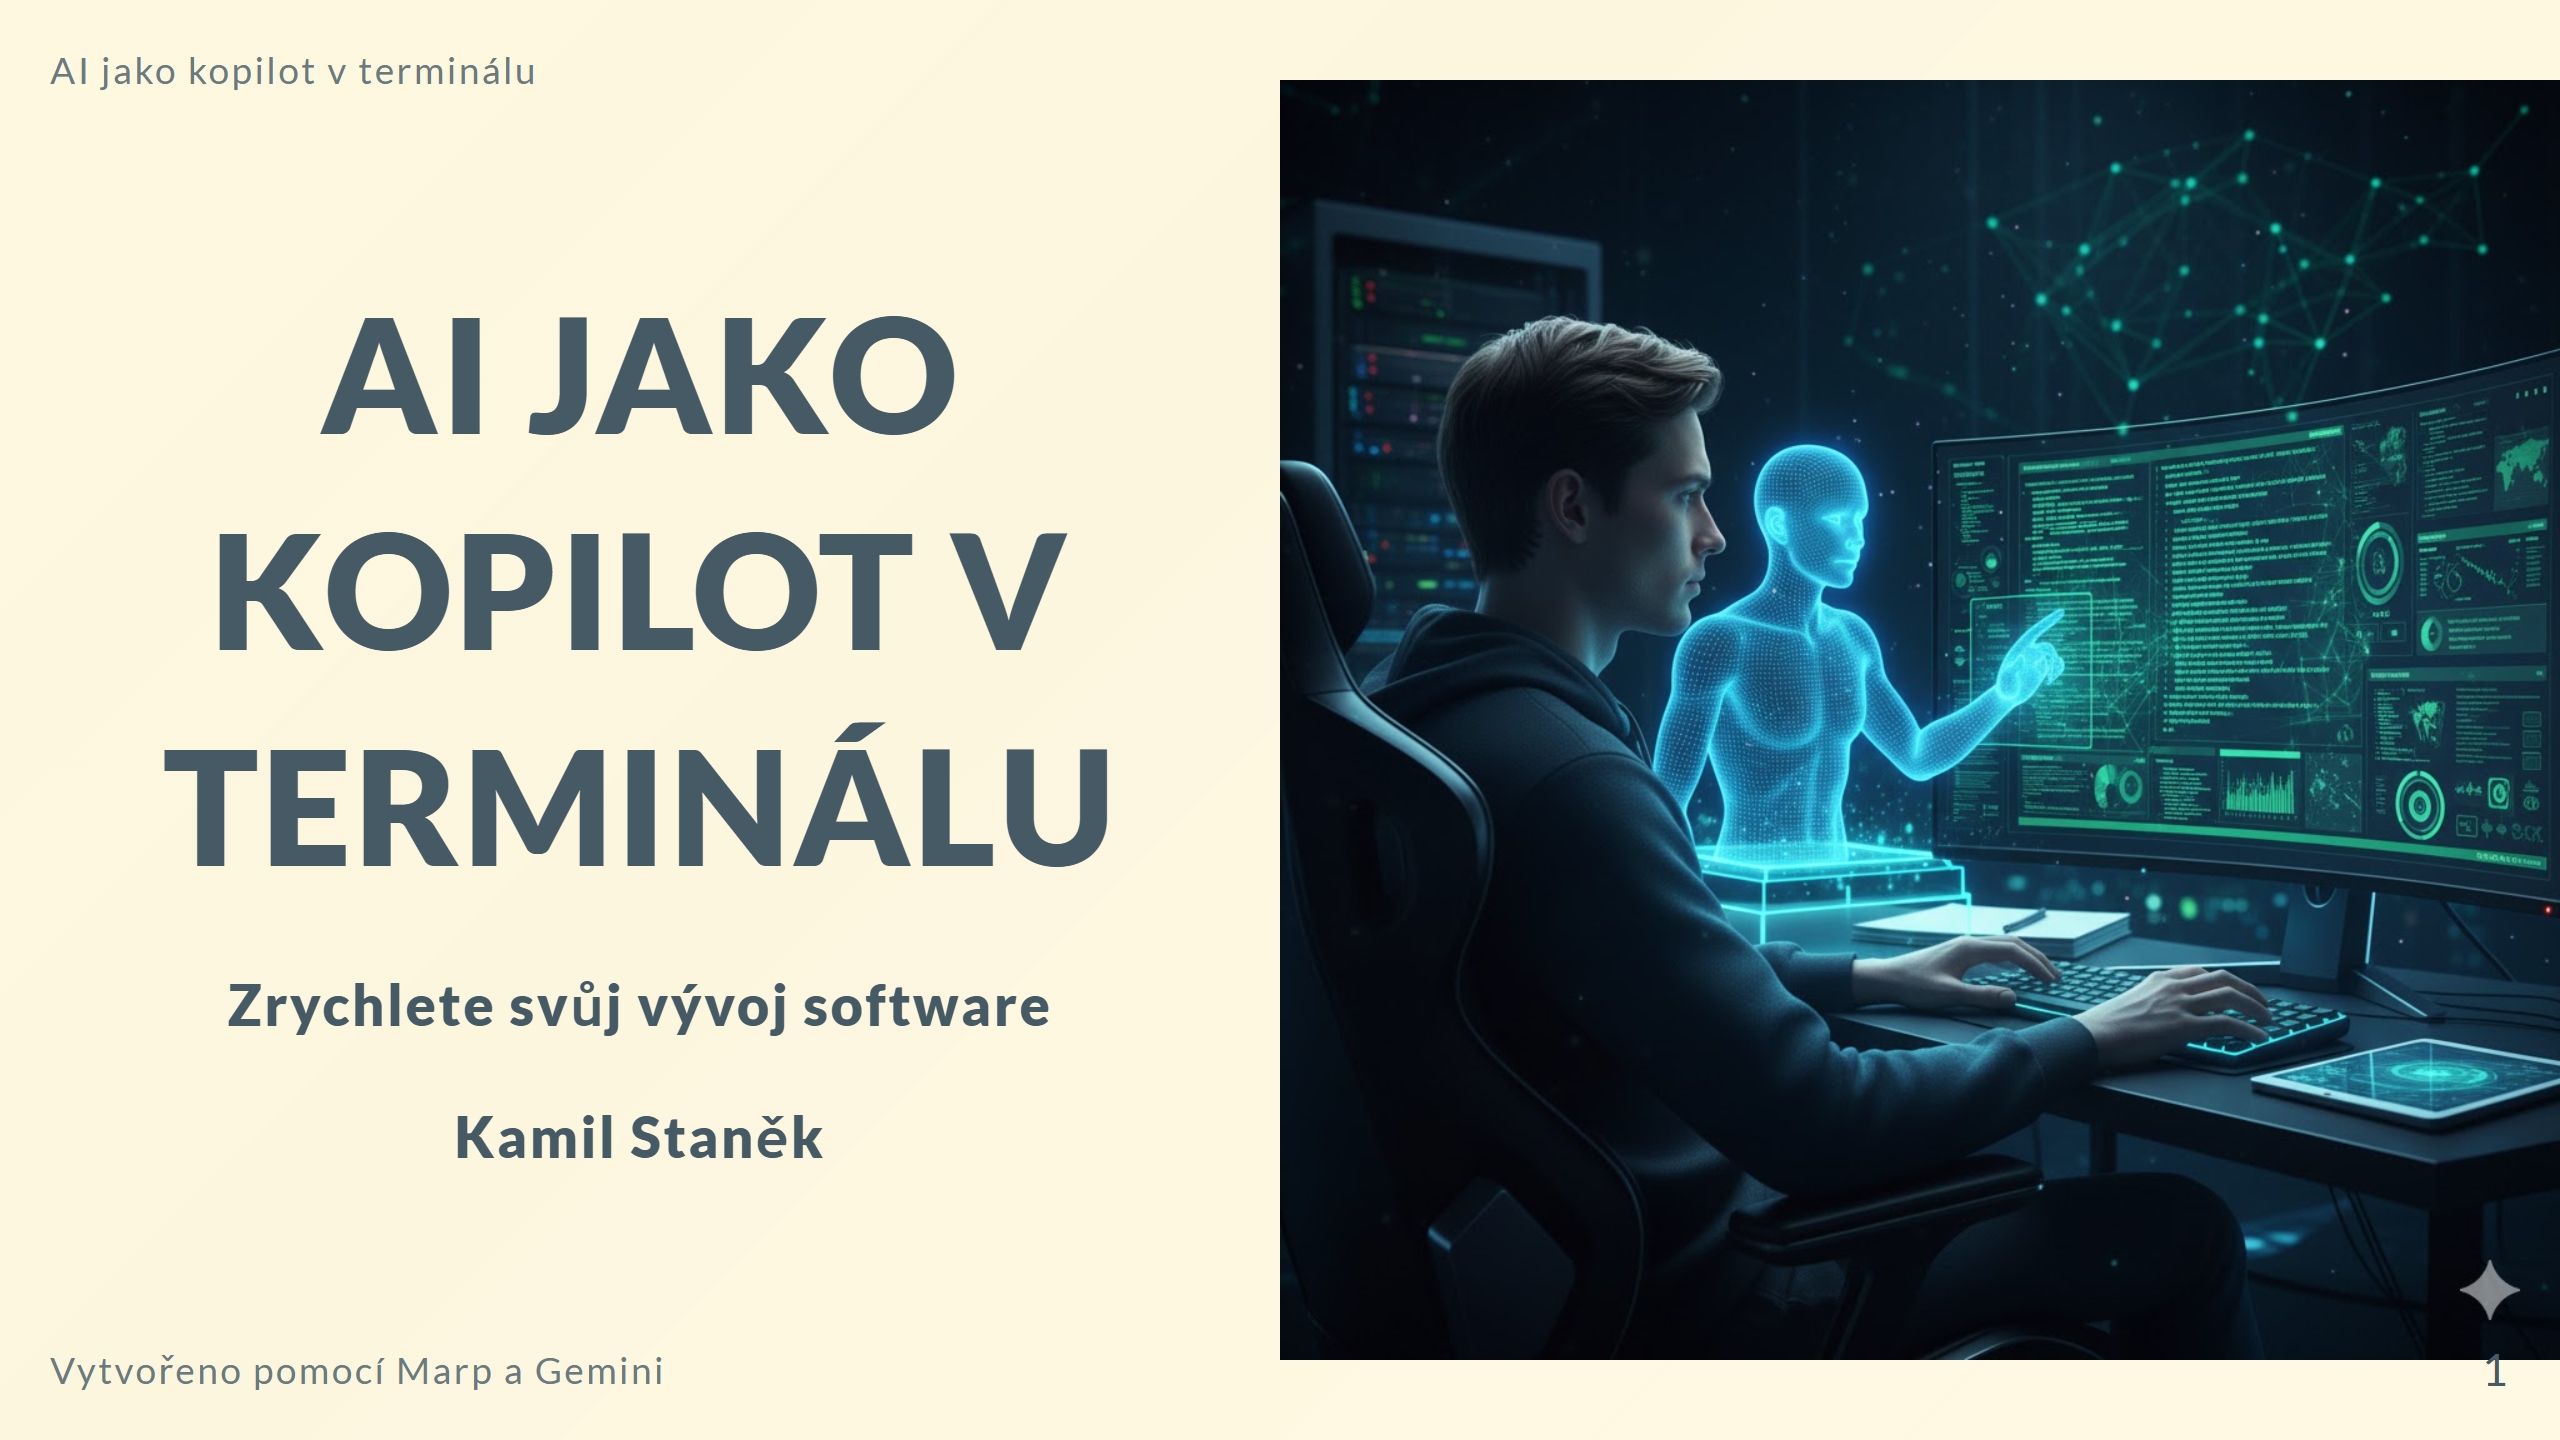 AI jako kopilot v terminálu
AI JAKO
KOPILOT V
TERMINÁLU
Zrychlete svůj vývoj software
Kamil Staněk
Vytvořeno pomocí Marp a Gemini
1